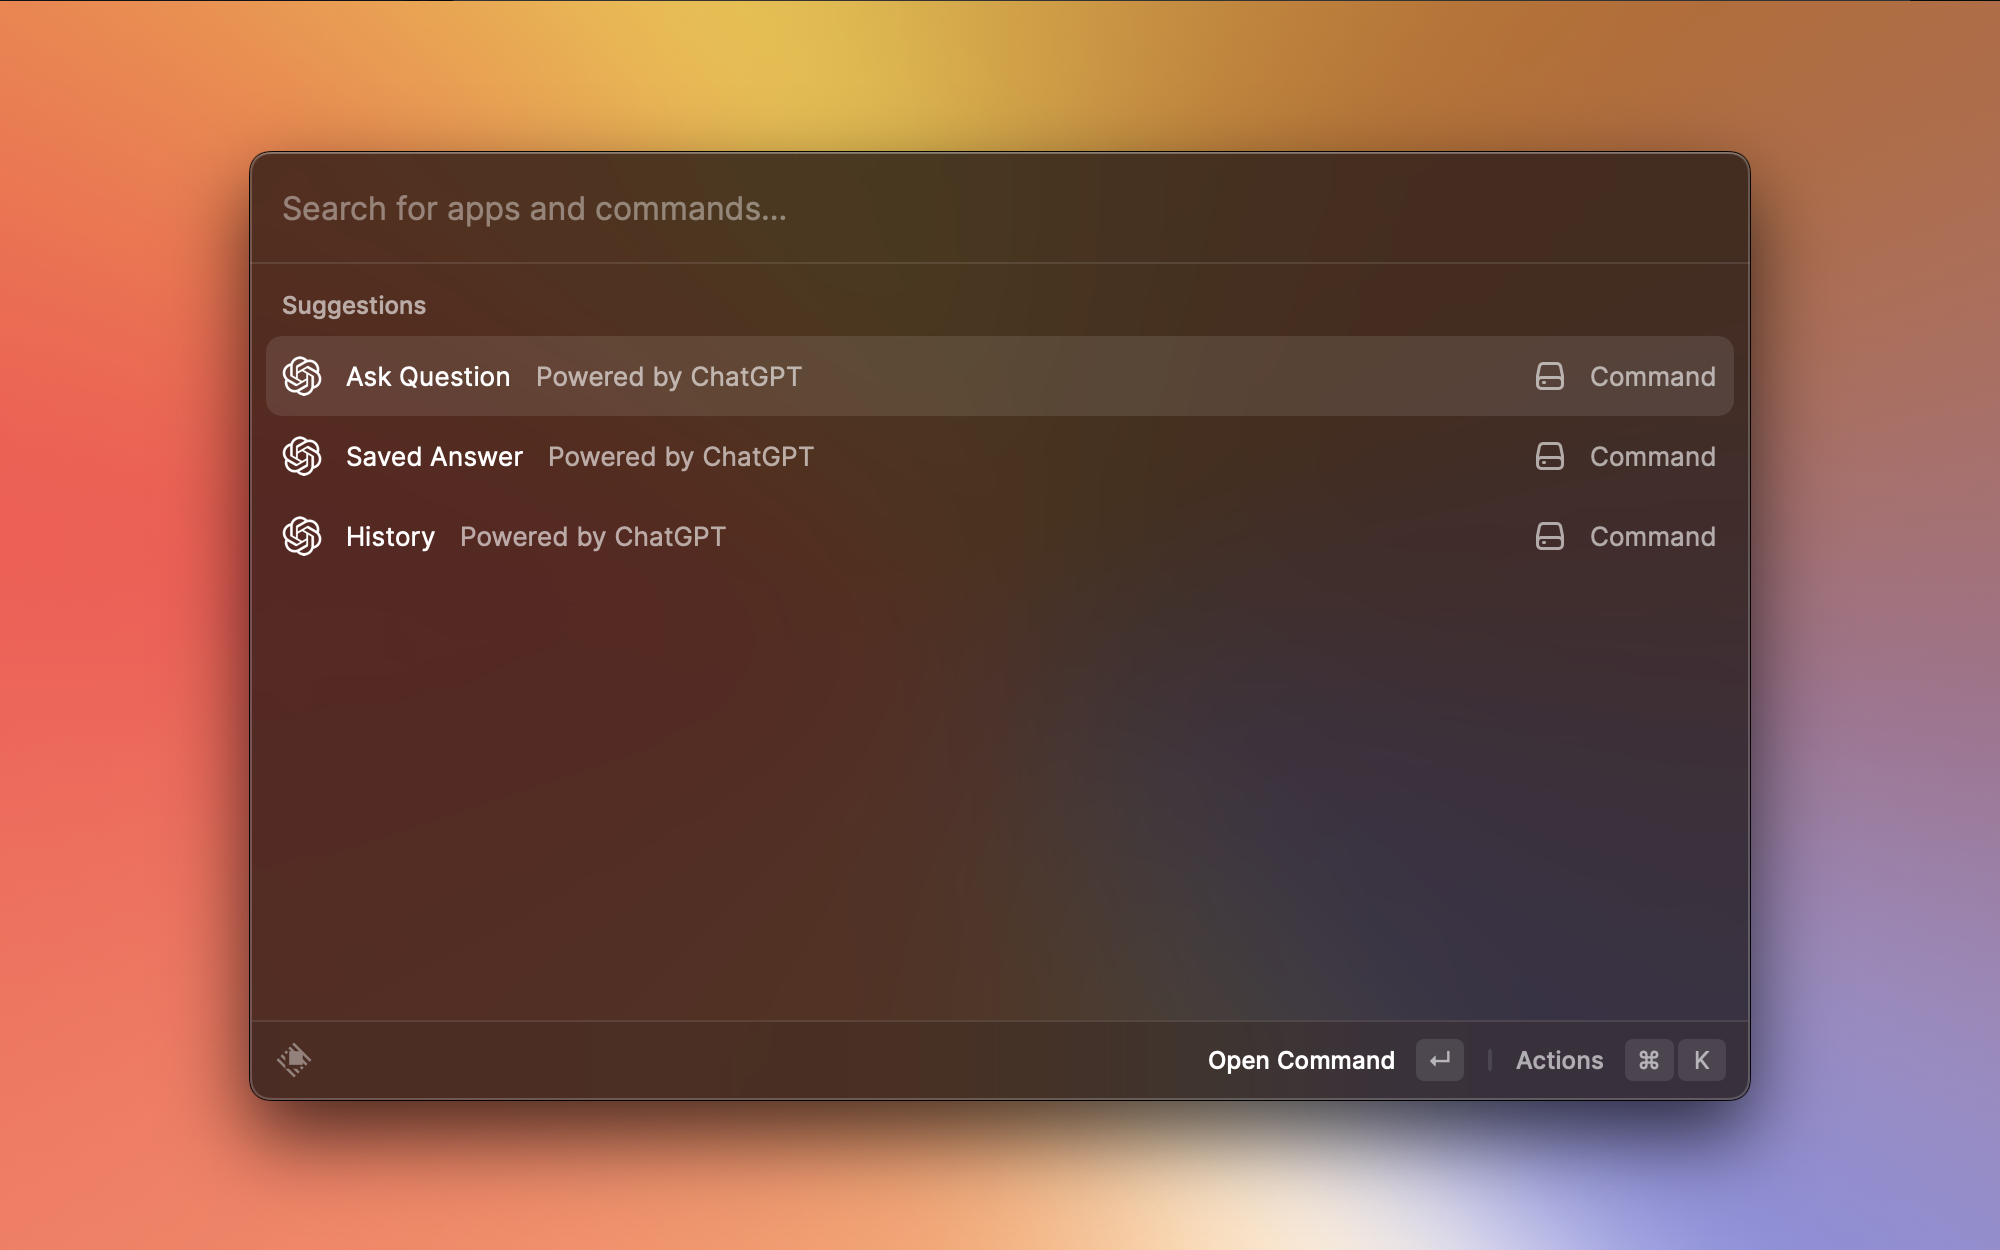 Search for apps and commands...
Suggestions
Ask Question Powered by ChatGPT Command
Saved Answer Powered by ChatGPT Command
History Powered by ChatGPT Command
Open Command ↵ | Actions ⌘ K